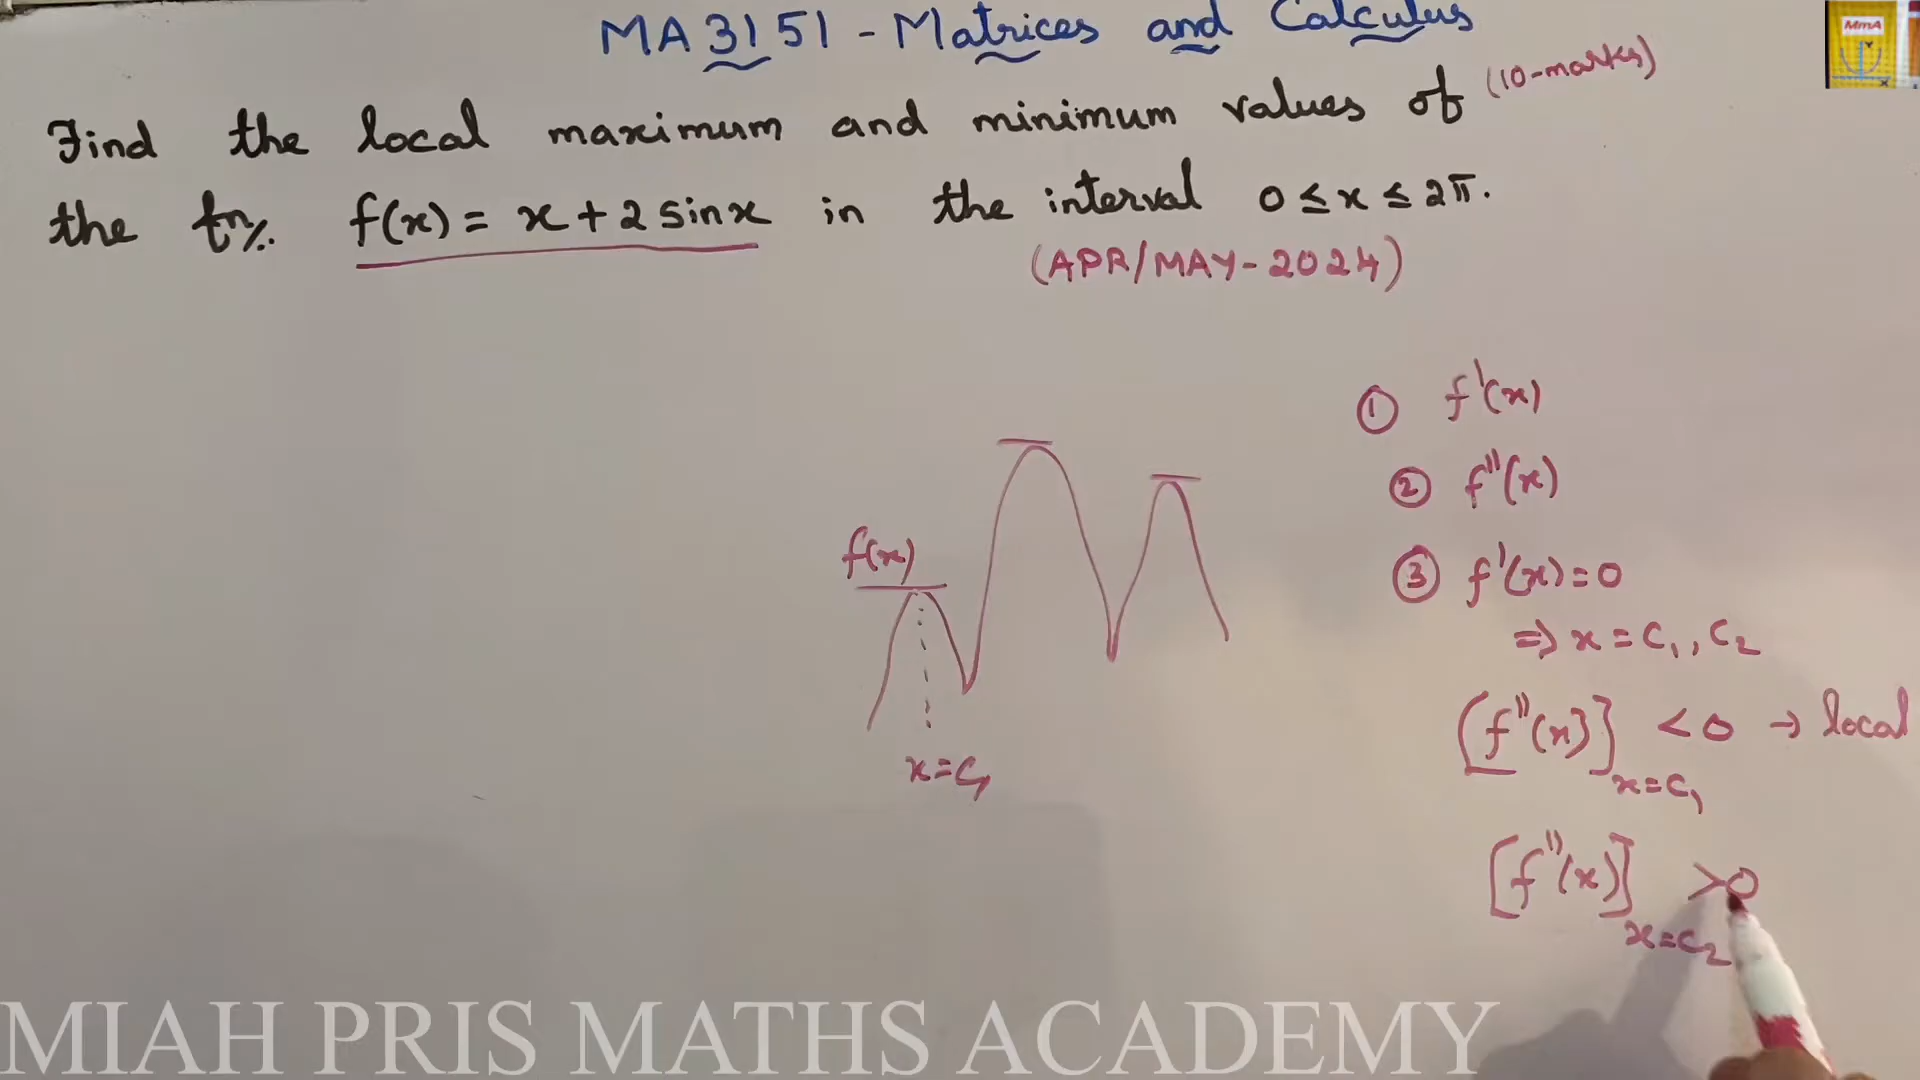 MA3151 - Matrices and Calculus
MmA
(10-marks)
Find the local maximum and minimum values of
the fn/. f(x) = x + 2 sinx in the interval 0 ≤ x ≤ 2π.
(APR/MAY-2024)
① f'(x)
② f''(x)
③ f'(x) = 0
⇒ x = C₁, C₂
[f''(x)]x=C₁ < 0 → local
[f''(x)]x=C₂ > 0
f(x)
x = C₁
MIAH PRIS MATHS ACADEMY